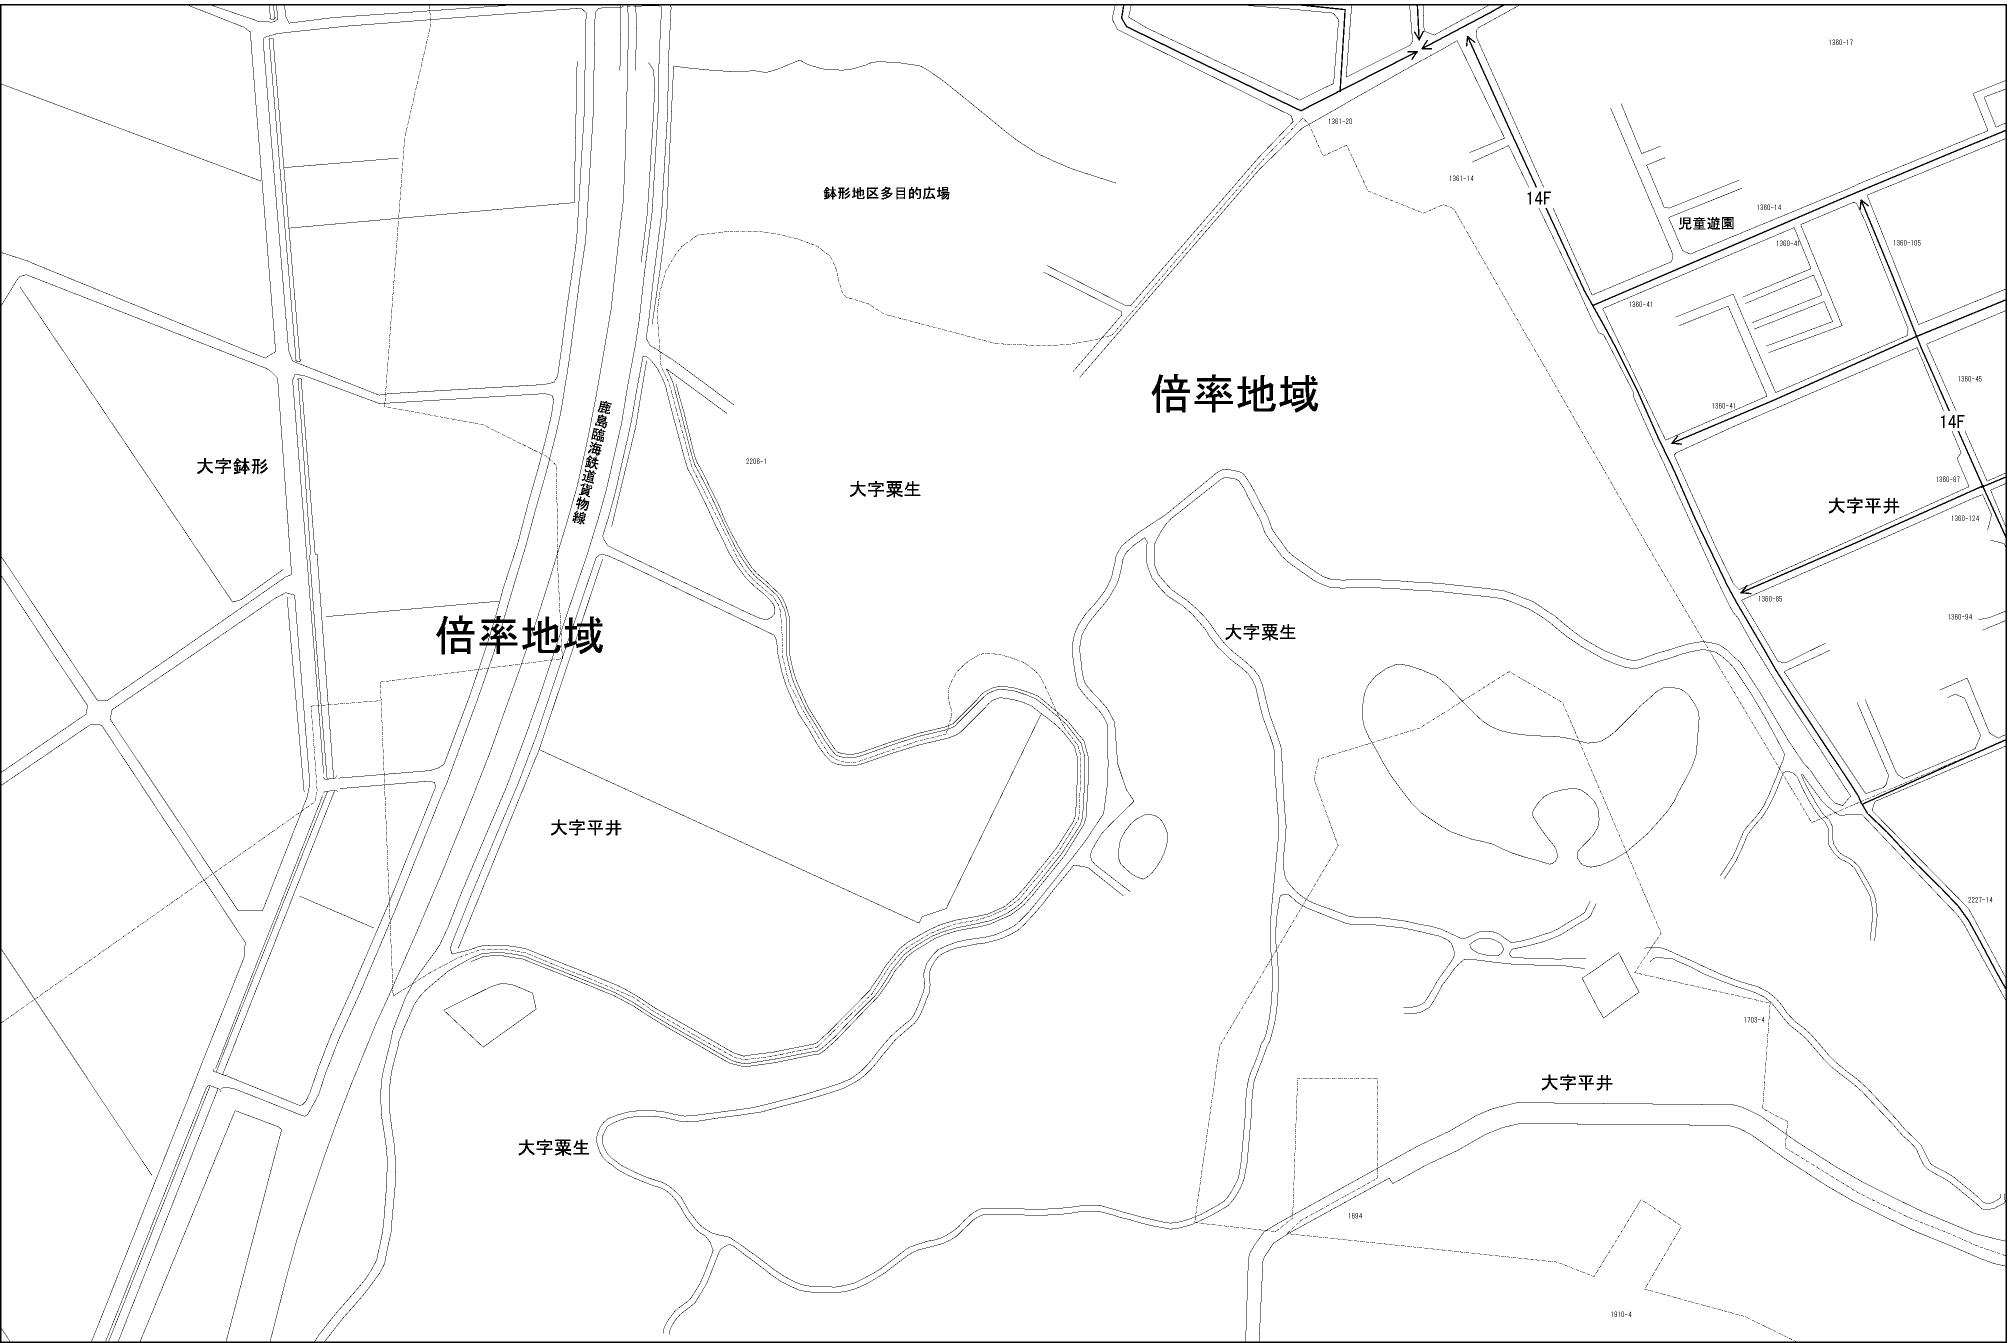 1360-17
1361-20
1361-14
14F
鉢形地区多目的広場
1360-14
児童遊園
1360-41
1360-105
1360-41
倍率地域
1360-45
1360-41
14F
大字鉢形
鹿島臨海鉄道貨物線
2206-1
大字粟生
1360-87
大字平井
1360-124
1360-85
1360-94
倍率地域
大字粟生
大字平井
2227-14
1703-4
大字平井
大字粟生
1694
1910-4